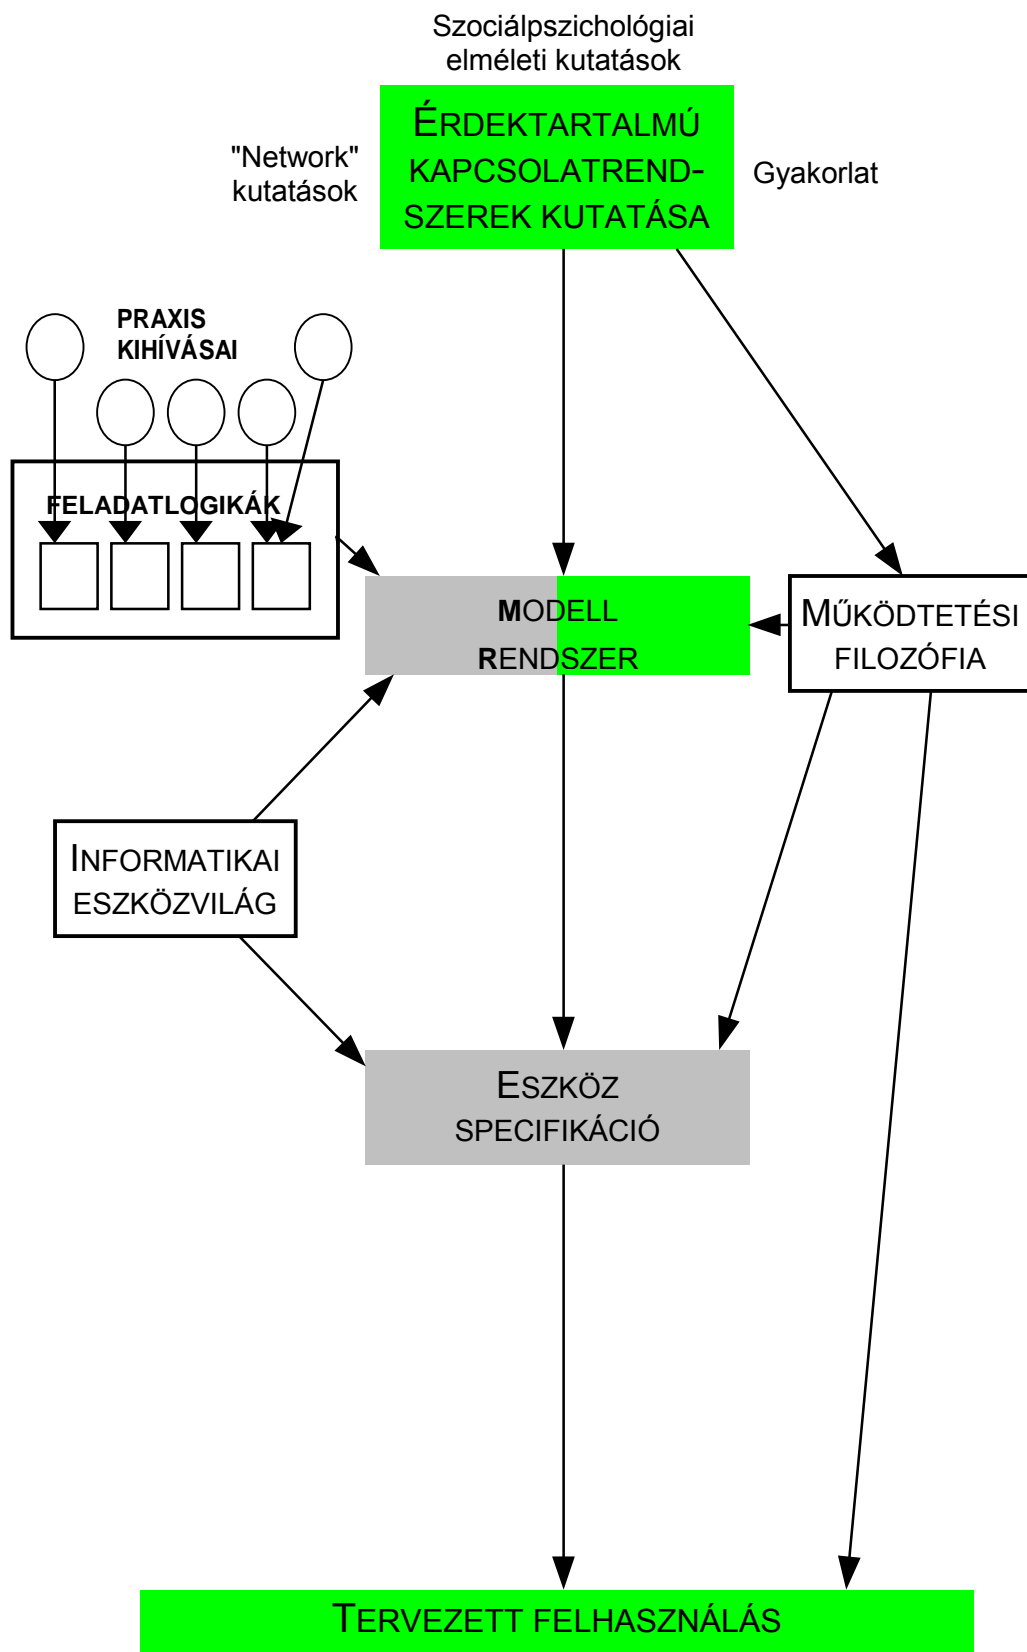 Szociálpszichológiai
elméleti kutatások
ÉRDEKTARTALMÚ
KAPCSOLATREND-
SZEREK KUTATÁSA
"Network"
kutatások
Gyakorlat
PRAXIS
KIHÍVÁSAI
FELADATLOGIKÁK
MODELL
RENDSZER
MŰKÖDTETÉSI
FILOZÓFIA
INFORMATIKAI
ESZKÖZVILÁG
ESZKÖZ
SPECIFIKÁCIÓ
TERVEZETT FELHASZNÁLÁS